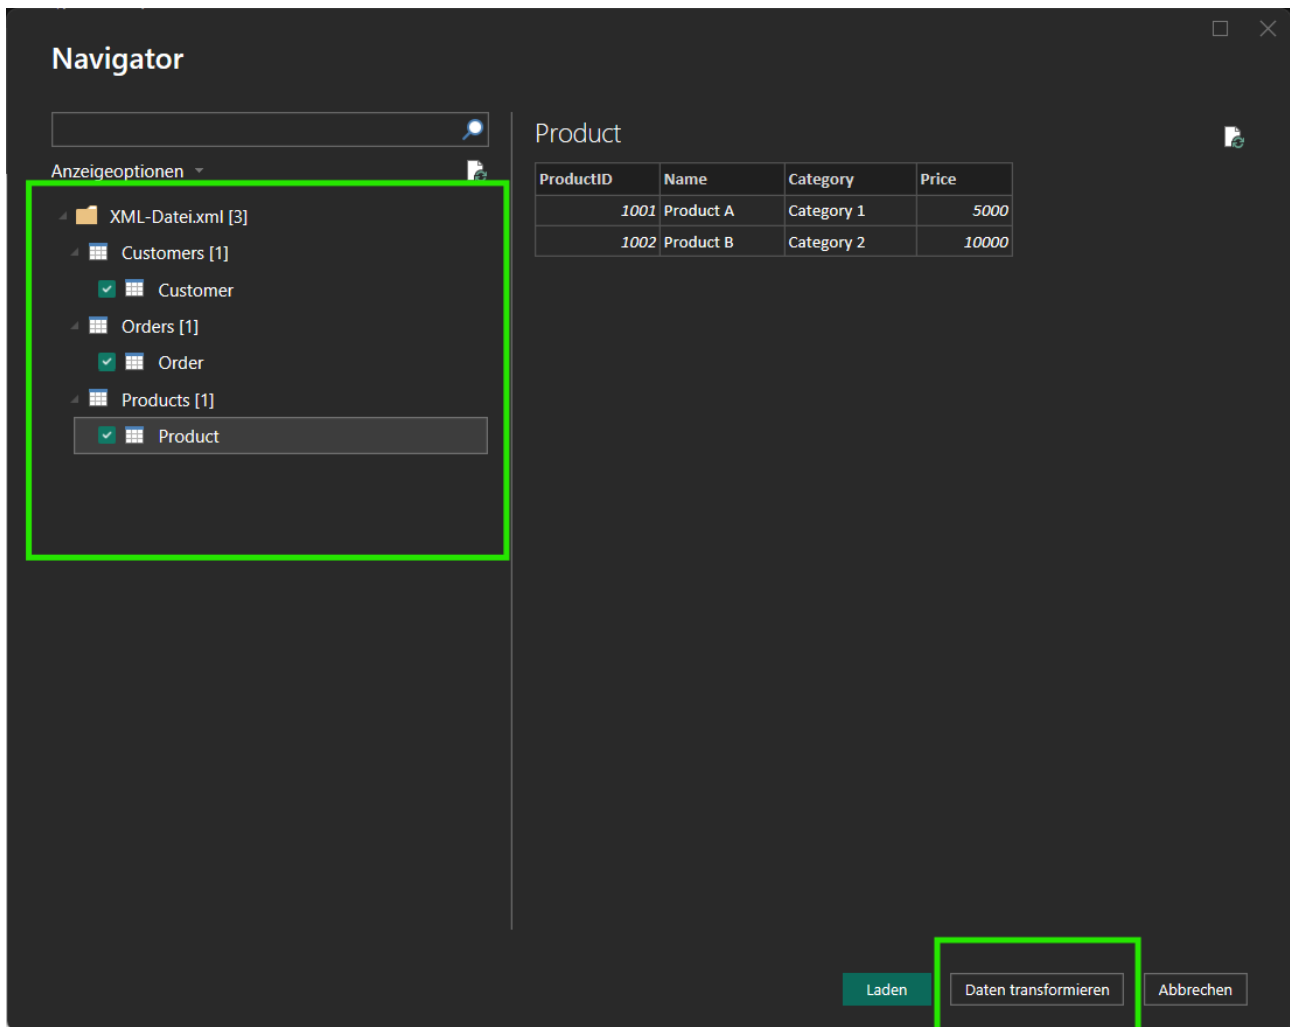 Navigator
Anzeigeoptionen
XML-Datei.xml [3]
Customers [1]
Customer
Orders [1]
Order
Products [1]
Product
Product
ProductID Name Category Price
1001 Product A Category 1 5000
1002 Product B Category 2 10000
Laden Daten transformieren Abbrechen